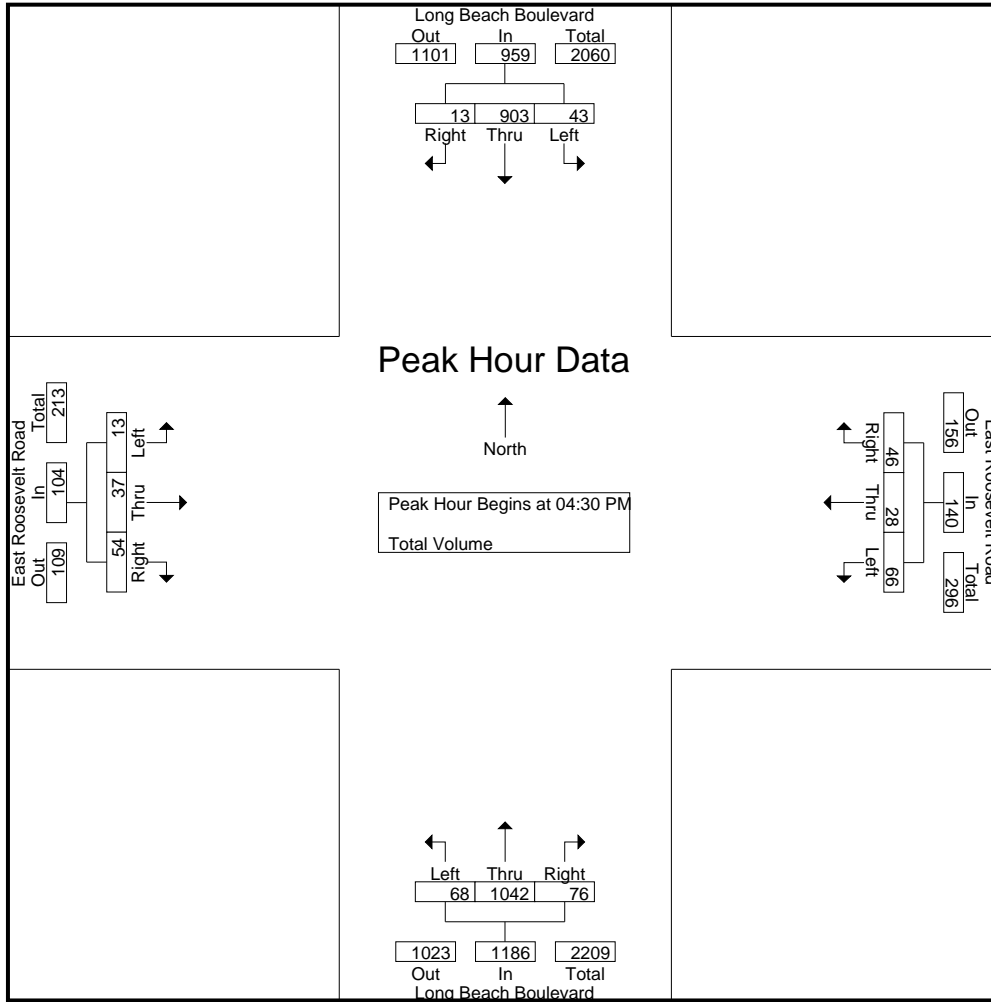 Long Beach Boulevard
Out In Total
1101 959 2060
13 903 43
Right Thru Left
Peak Hour Data
North
Peak Hour Begins at 04:30 PM
Total Volume
East Roosevelt Road
Out In Total
109 104 213
Left Thru Right
13 37 54
East Roosevelt Road
Out In Total
156 140 296
Right Thru Left
46 28 66
Left Thru Right
68 1042 76
1023 1186 2209
Out In Total
Long Beach Boulevard